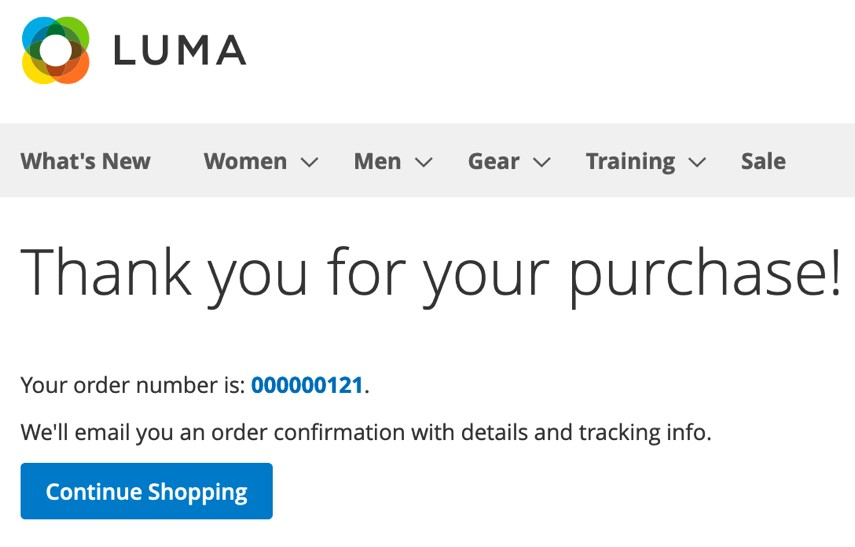 LUMA
What's New Women Men Gear Training Sale
Thank you for your purchase!
Your order number is: 000000121.
We'll email you an order confirmation with details and tracking info.
Continue Shopping